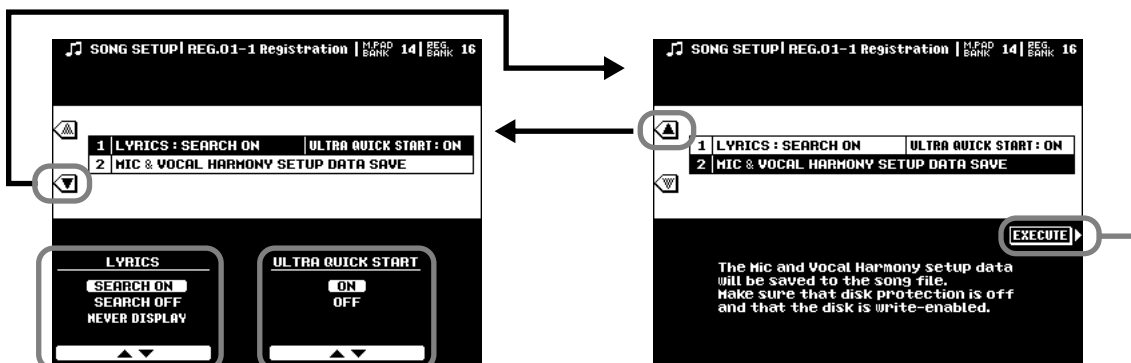 SONG SETUP REG.01-1 Registration M.PAD BANK 14 REG. BANK 16
1 LYRICS : SEARCH ON ULTRA QUICK START : ON
2 MIC & VOCAL HARMONY SETUP DATA SAVE
LYRICS ULTRA QUICK START
SEARCH ON ON
SEARCH OFF OFF
NEVER DISPLAY
SONG SETUP REG.01-1 Registration M.PAD BANK 14 REG. BANK 16
1 LYRICS : SEARCH ON ULTRA QUICK START : ON
2 MIC & VOCAL HARMONY SETUP DATA SAVE
EXECUTE
The Mic and Vocal Harmony setup data
will be saved to the song file.
Make sure that disk protection is off
and that the disk is write-enabled.